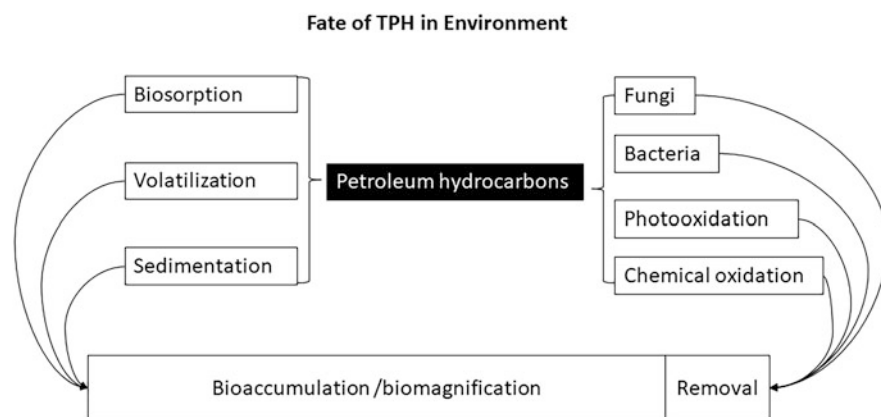 Fate of TPH in Environment
Biosorption
Volatilization
Sedimentation
Petroleum hydrocarbons
Fungi
Bacteria
Photooxidation
Chemical oxidation
Bioaccumulation /biomagnification
Removal